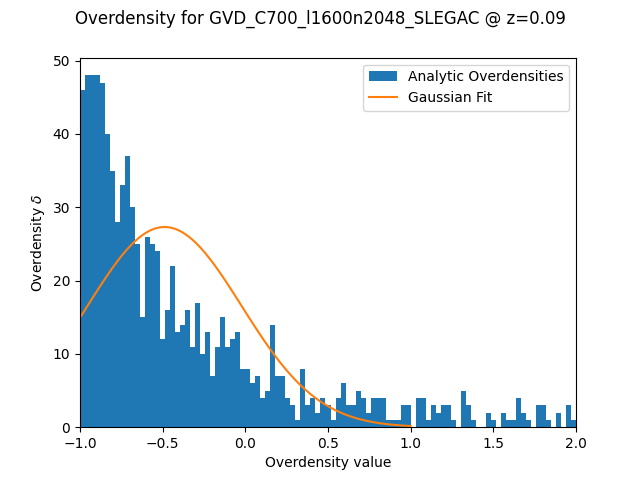 Overdensity for GVD_C700_l1600n2048_SLEGAC @ z=0.09
Analytic Overdensities
Gaussian Fit
Overdensity δ
50
40
30
20
10
0
−1.0 −0.5 0.0 0.5 1.0 1.5 2.0
Overdensity value